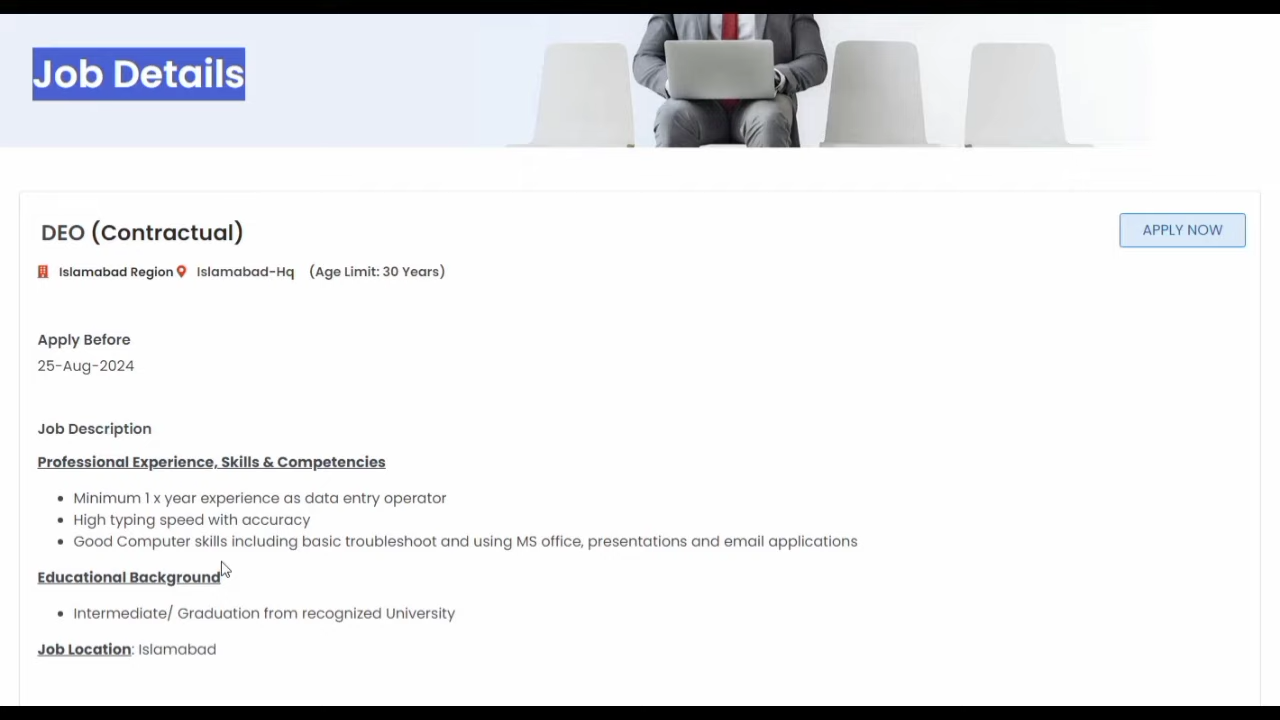 Job Details
DEO (Contractual)
APPLY NOW
Islamabad Region Islamabad-Hq (Age Limit: 30 Years)
Apply Before
25-Aug-2024
Job Description
Professional Experience, Skills & Competencies
• Minimum 1 x year experience as data entry operator
• High typing speed with accuracy
• Good Computer skills including basic troubleshoot and using MS office, presentations and email applications
Educational Background
• Intermediate/ Graduation from recognized University
Job Location: Islamabad